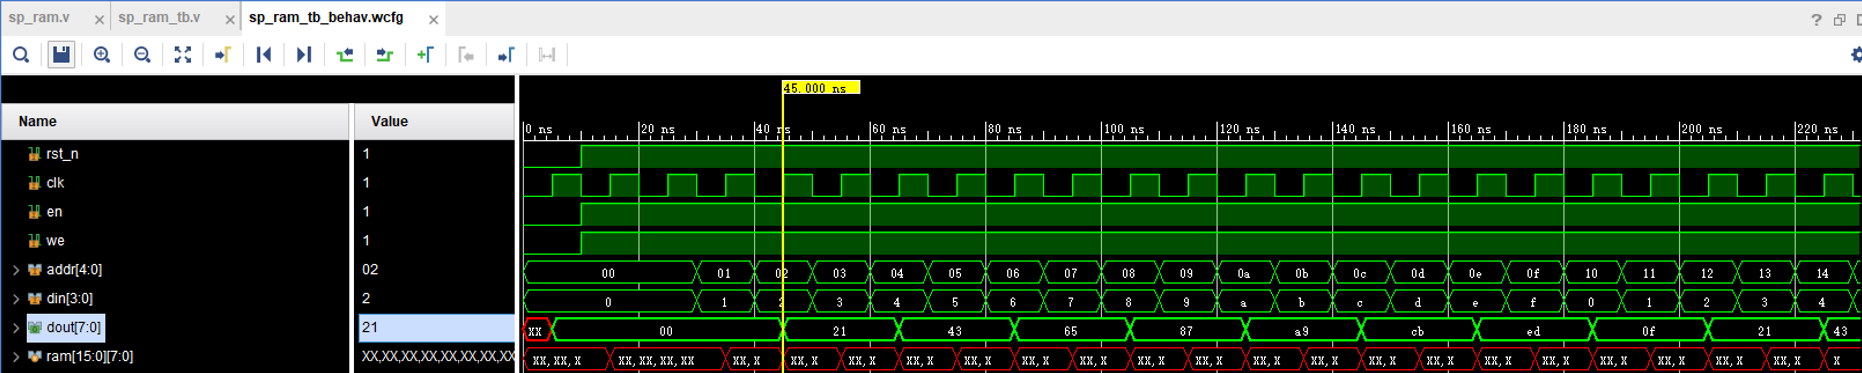 sp_ram.v × sp_ram_tb.v × sp_ram_tb_behav.wcfg ×
?
45.000 ns
Name Value
0 ns 20 ns 40 ns 60 ns 80 ns 100 ns 120 ns 140 ns 160 ns 180 ns 200 ns 220 ns
rst_n 1
clk 1
en 1
we 1
addr[4:0] 02 00 01 02 03 04 05 06 07 08 09 0a 0b 0c 0d 0e 0f 10 11 12 13 14
din[3:0] 2 0 1 2 3 4 5 6 7 8 9 a b c d e f 0 1 2 3 4
dout[7:0] 21 XX 00 21 43 65 87 a9 cb ed 0f 21 43
ram[15:0][7:0] XX,XX,XX,XX,XX,XX,XX,XX XX,XX,X XX,XX,XX,XX XX,X XX,X XX,X XX,X XX,X XX,X XX,X XX,X XX,X XX,X XX,X XX,X XX,X XX,X XX,X XX,X XX,X XX,X XX,X X